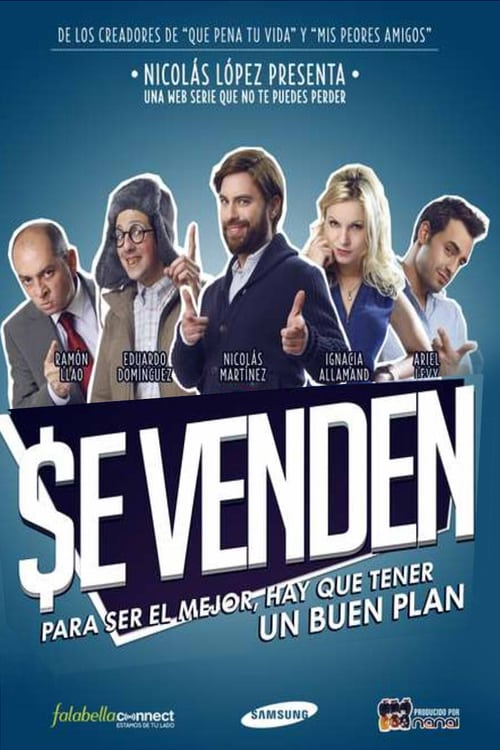 DE LOS CREADORES DE "QUE PENA TU VIDA" Y "MIS PEORES AMIGOS"
• NICOLÁS LÓPEZ PRESENTA •
UNA WEB SERIE QUE NO TE PUEDES PERDER
RAMÓN LLAO
EDUARDO DOMÍNGUEZ
NICOLÁS MARTÍNEZ
IGNACIA ALLAMAND
ARIEL LEVY
$E VENDEN
PARA SER EL MEJOR, HAY QUE TENER
UN BUEN PLAN
falabella connect
ESTAMOS DE TU LADO
SAMSUNG
PRODUCIDO POR
nanai